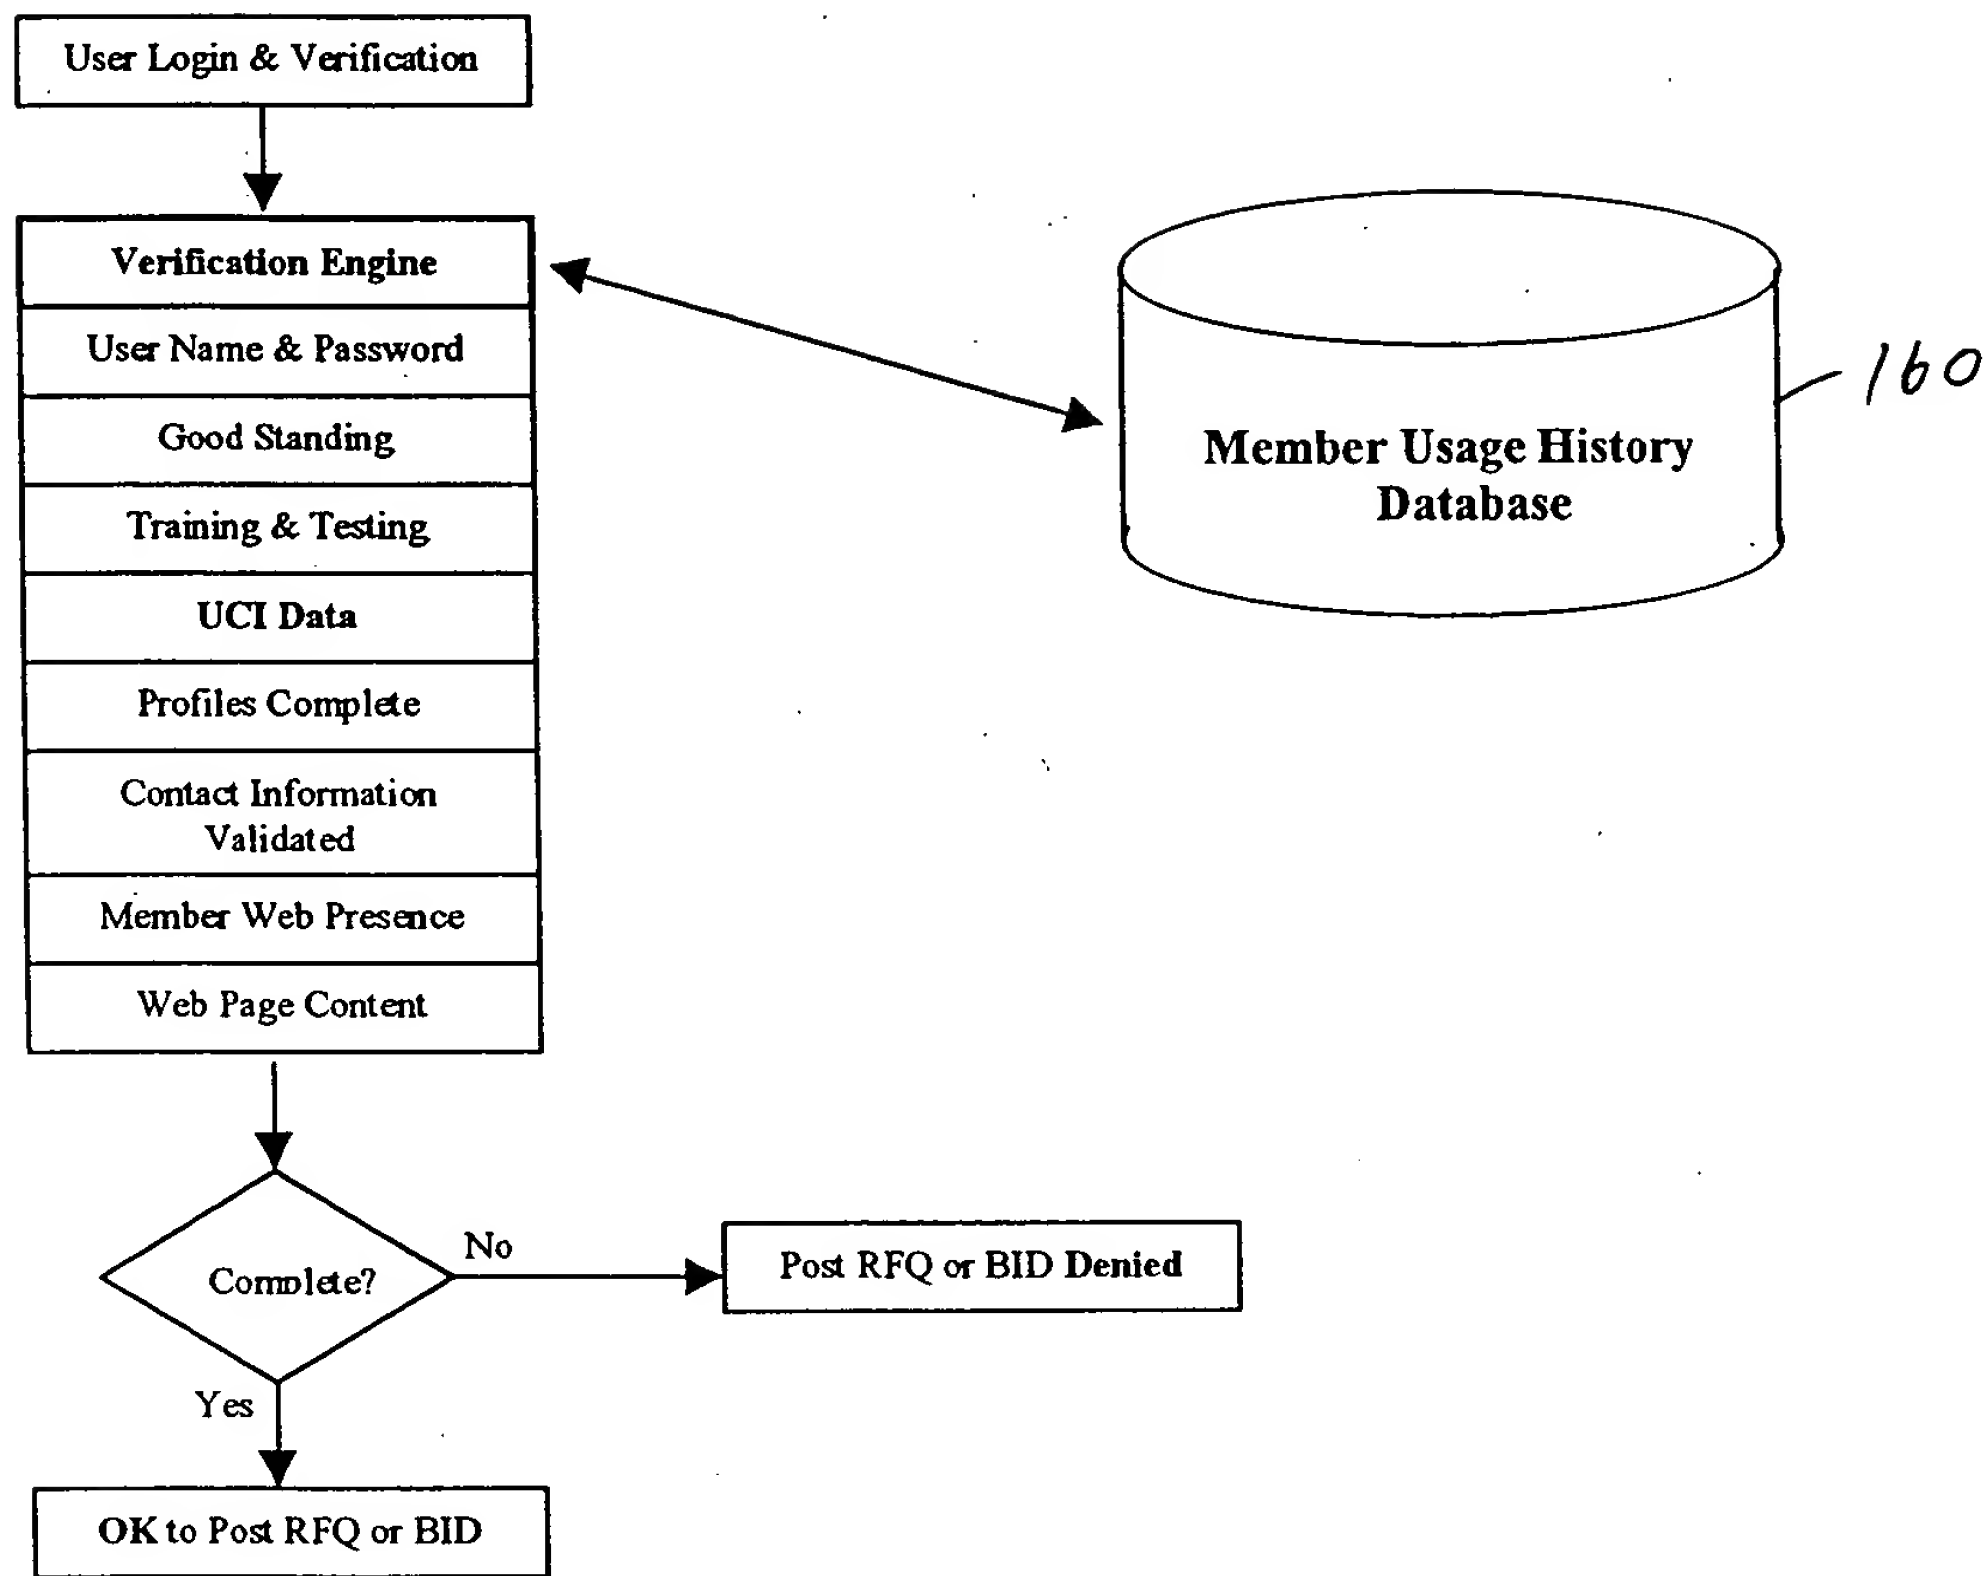 User Login & Verification
Verification Engine
User Name & Password
Good Standing
Training & Testing
UCI Data
Profiles Complete
Contact Information
Validated
Member Web Presence
Web Page Content
Member Usage History
Database
160
Complete?
No
Post RFQ or BID Denied
Yes
OK to Post RFQ or BID